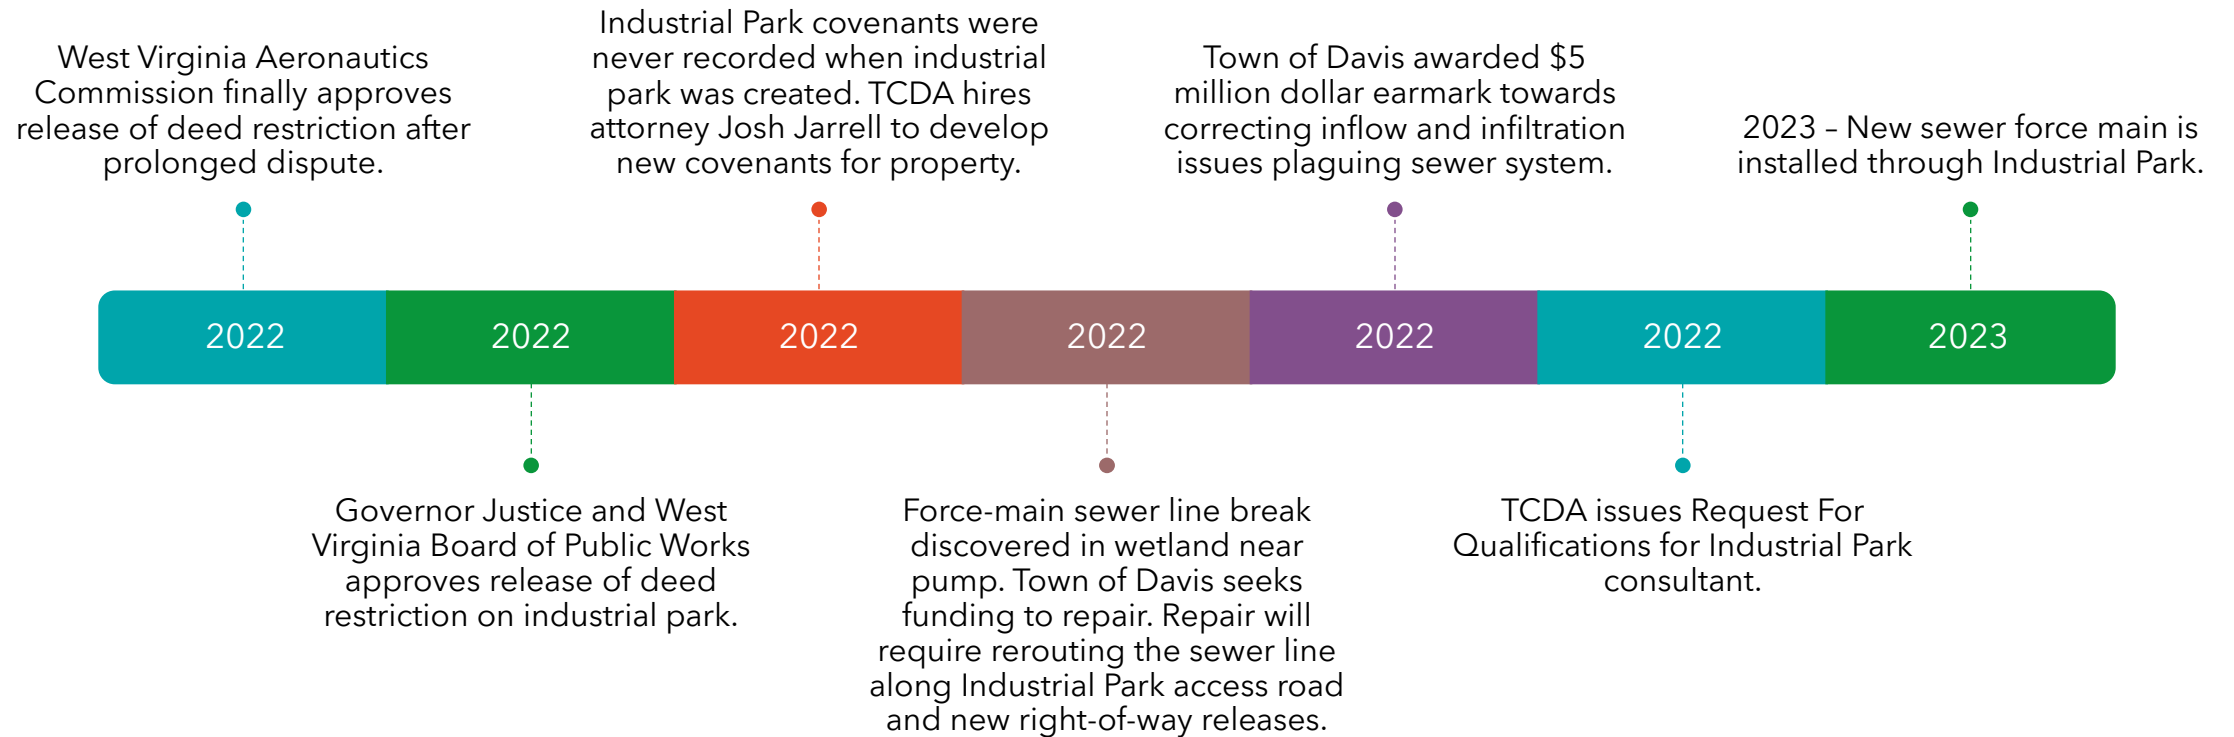 West Virginia Aeronautics
Commission finally approves
release of deed restriction after
prolonged dispute.
Industrial Park covenants were
never recorded when industrial
park was created. TCDA hires
attorney Josh Jarrell to develop
new covenants for property.
Town of Davis awarded $5
million dollar earmark towards
correcting inflow and infiltration
issues plaguing sewer system.
2023 – New sewer force main is
installed through Industrial Park.
2022
2022
2022
2022
2022
2022
2023
Governor Justice and West
Virginia Board of Public Works
approves release of deed
restriction on industrial park.
Force-main sewer line break
discovered in wetland near
pump. Town of Davis seeks
funding to repair. Repair will
require rerouting the sewer line
along Industrial Park access road
and new right-of-way releases.
TCDA issues Request For
Qualifications for Industrial Park
consultant.